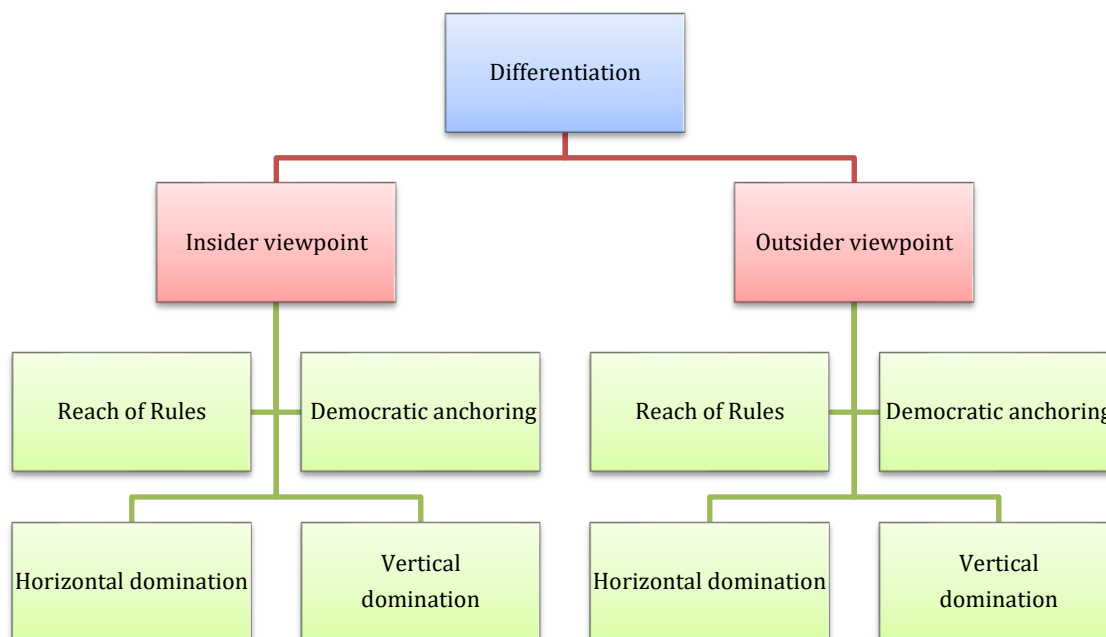 Differentiation
Insider viewpoint
Outsider viewpoint
Reach of Rules
Democratic anchoring
Reach of Rules
Democratic anchoring
Horizontal domination
Vertical
domination
Horizontal domination
Vertical
domination